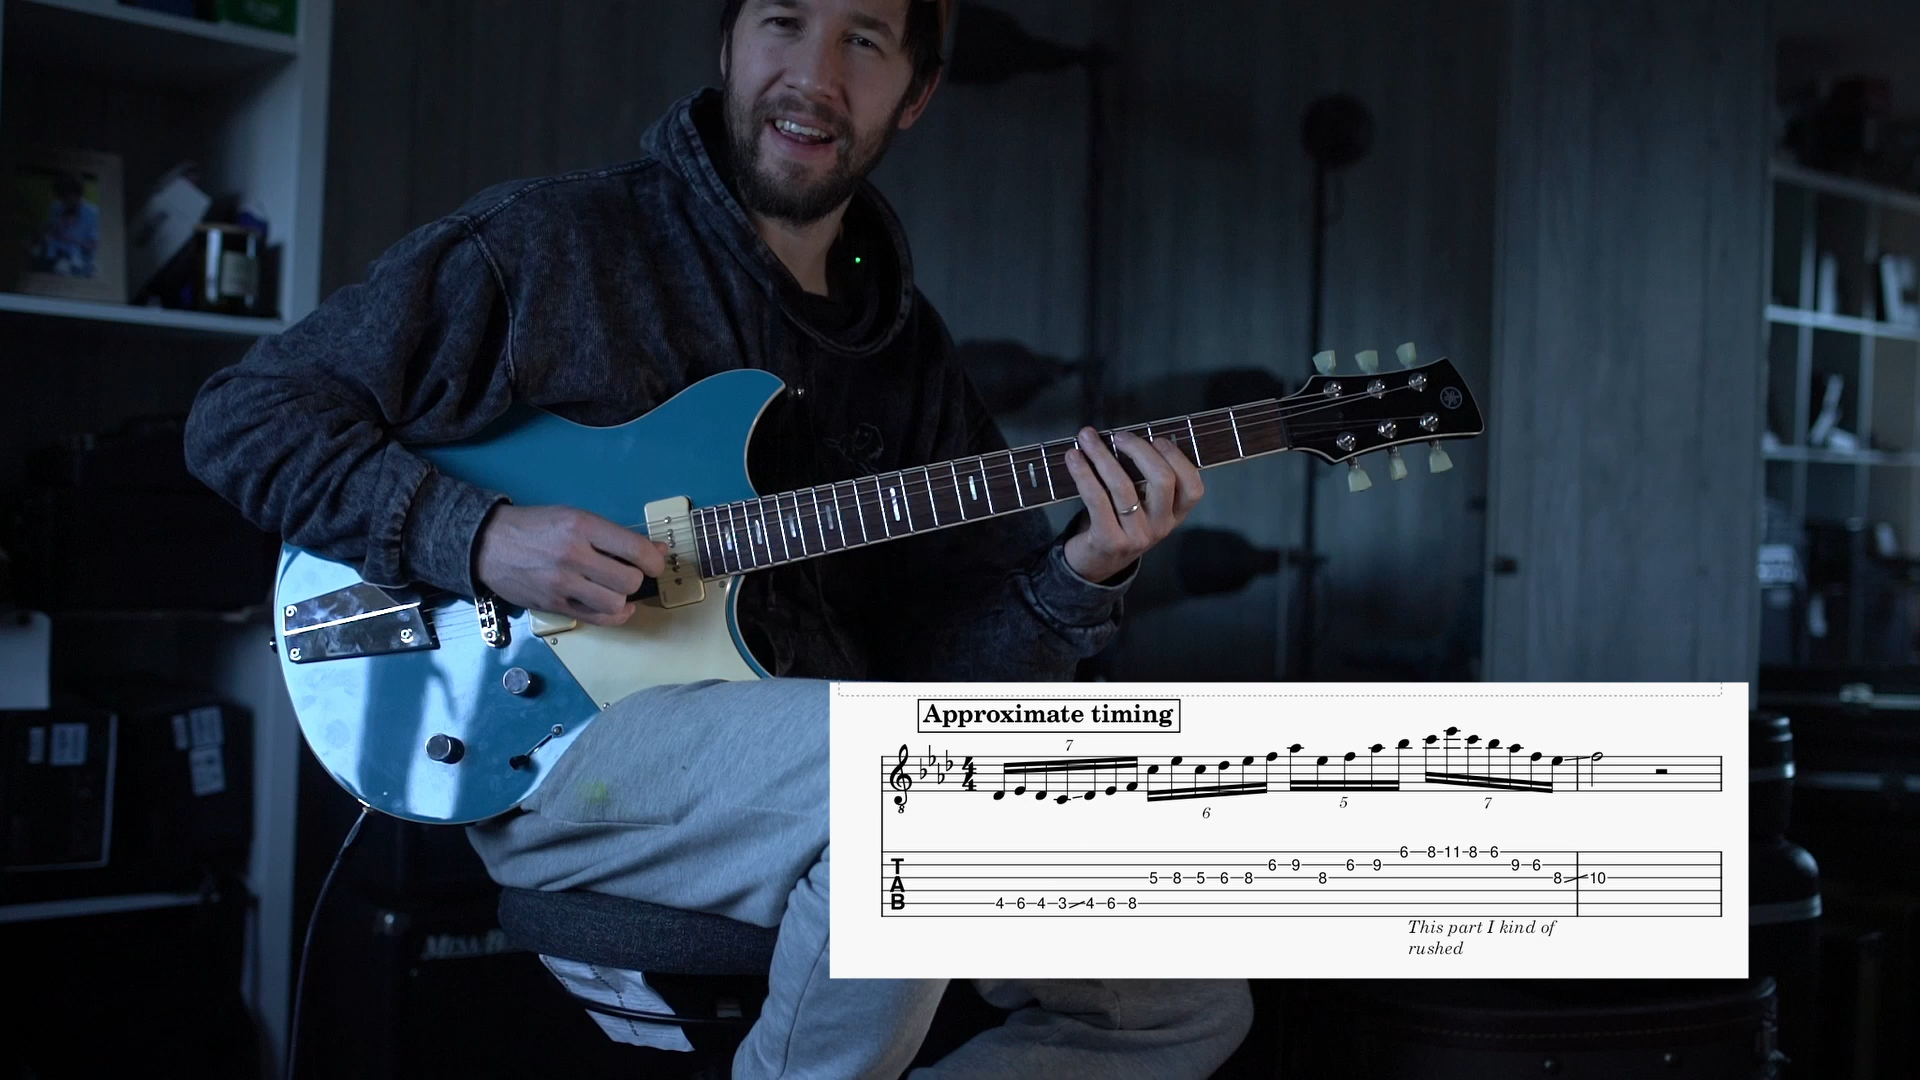 Approximate timing
7
4
4
8
6
5
7
T
A
B
6 8 11 8 6
6 9 6 9 9 6
5 8 5 6 8 8 8 10
4 6 4 3 4 6 8
This part I kind of
rushed